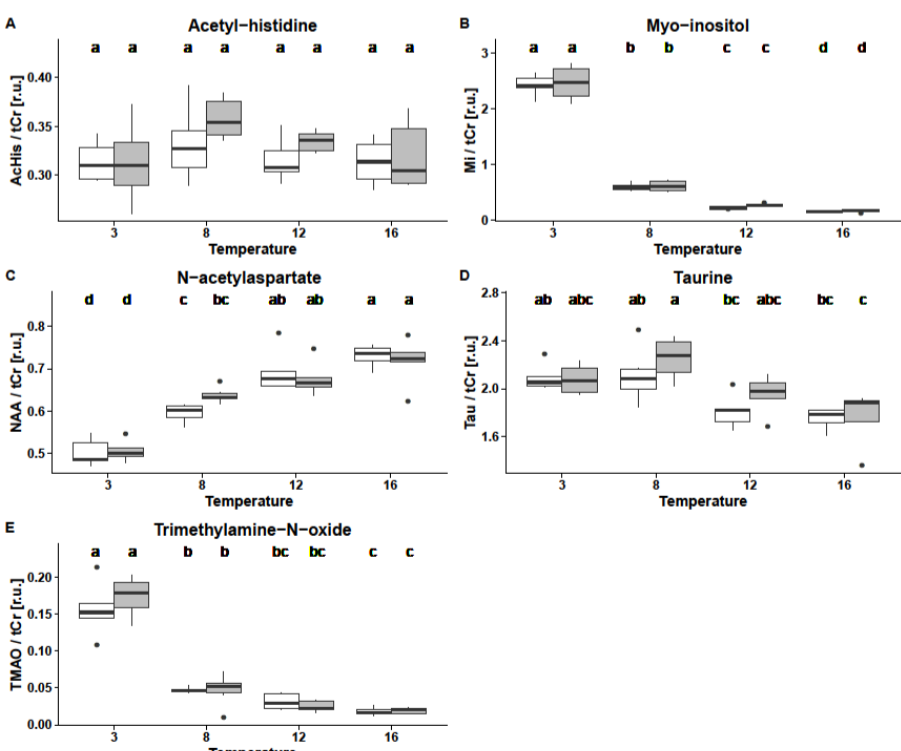 A Acetyl−histidine
a a a a a a a a
AcHis / tCr [r.u.]
0.40
0.35
0.30
3 8 12 16
Temperature
B Myo−inositol
a a b b c c d d
Mi / tCr [r.u.]
3
2
1
0
3 8 12 16
Temperature
C N−acetylaspartate
d d c bc ab ab a a
NAA / tCr [r.u.]
0.8
0.7
0.6
0.5
3 8 12 16
Temperature
D Taurine
ab abc ab a bc abc bc c
Tau / tCr [r.u.]
2.8
2.4
2.0
1.6
3 8 12 16
Temperature
E Trimethylamine−N−oxide
a a b b bc bc c c
TMAO / tCr [r.u.]
0.20
0.15
0.10
0.05
0.00
3 8 12 16
Temperature